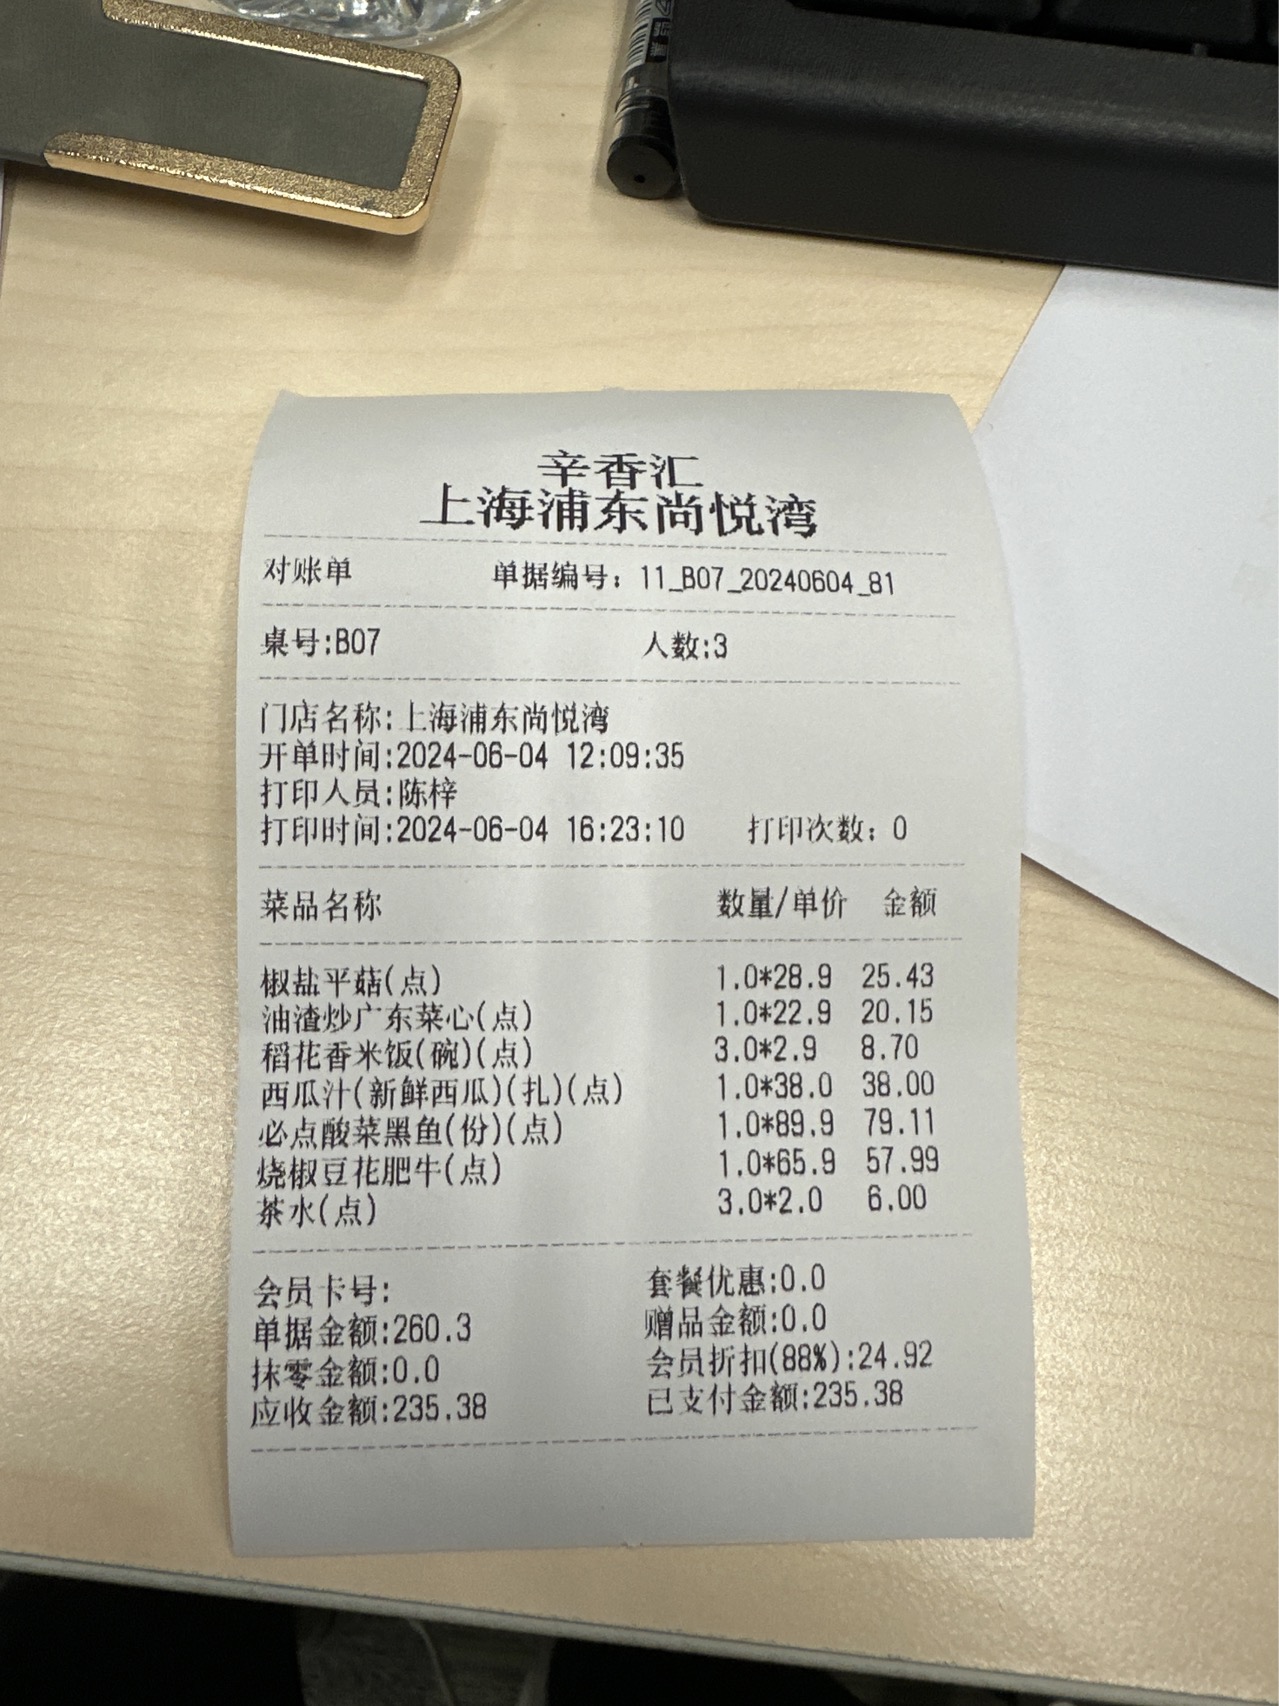 辛香汇
上海浦东尚悦湾
对账单 单据编号：11_B07_20240604_81
桌号:B07 人数:3
门店名称:上海浦东尚悦湾
开单时间:2024-06-04 12:09:35
打印人员:陈梓
打印时间:2024-06-04 16:23:10 打印次数：0
菜品名称 数量/单价 金额
椒盐平菇(点) 1.0*28.9 25.43
油渣炒广东菜心(点) 1.0*22.9 20.15
稻花香米饭(碗)(点) 3.0*2.9 8.70
西瓜汁(新鲜西瓜)(扎)(点) 1.0*38.0 38.00
必点酸菜黑鱼(份)(点) 1.0*89.9 79.11
烧椒豆花肥牛(点) 1.0*65.9 57.99
茶水(点) 3.0*2.0 6.00
会员卡号: 套餐优惠:0.0
单据金额:260.3 赠品金额:0.0
抹零金额:0.0 会员折扣(88%):24.92
应收金额:235.38 已支付金额:235.38